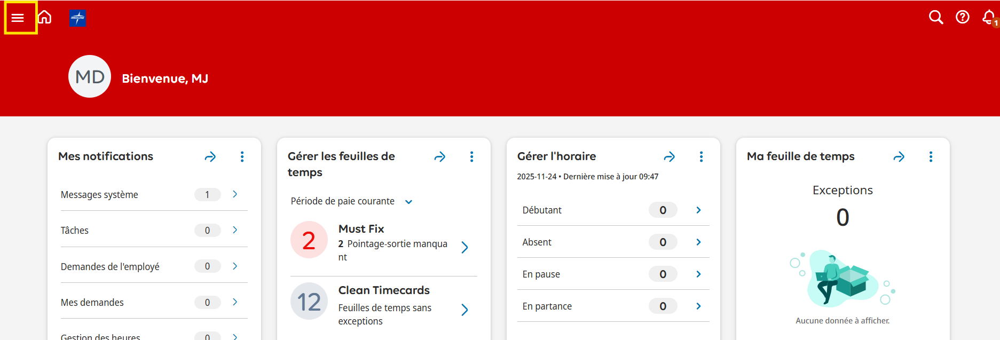 MEDLINE
1
MD
Bienvenue, MJ
Mes notifications
Messages système 1
Tâches 0
Demandes de l'employé 0
Mes demandes 0
Gestion des heures 0
Gérer les feuilles de
temps
Période de paie courante
2
Must Fix
2 Pointage-sortie manqua
nt
12
Clean Timecards
Feuilles de temps sans
exceptions
Gérer l'horaire
2025-11-24 • Dernière mise à jour 09:47
Débutant 0
Absent 0
En pause 0
En partance 0
Ma feuille de temps
Exceptions
0
Aucune donnée à afficher.